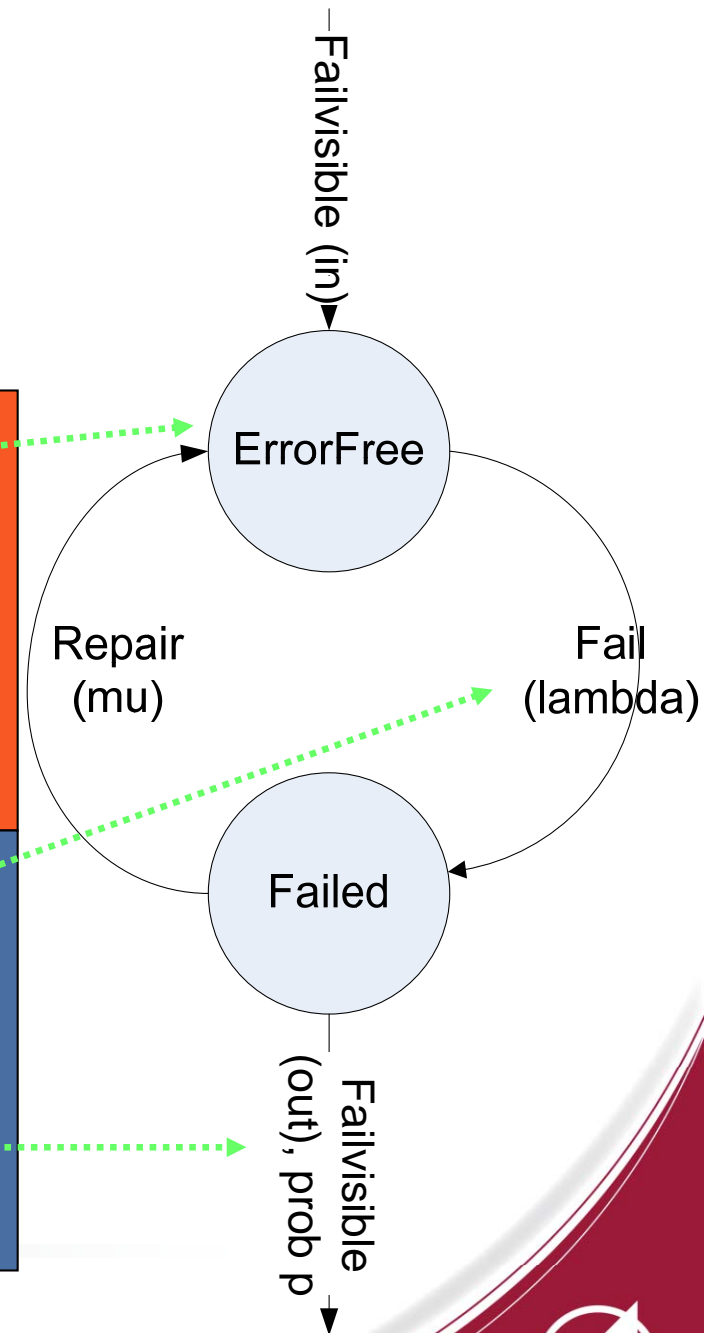 Failvisible (in)
ErrorFree
Repair
(mu)
Fail
(lambda)
Failed
Failvisible
(out), prob p